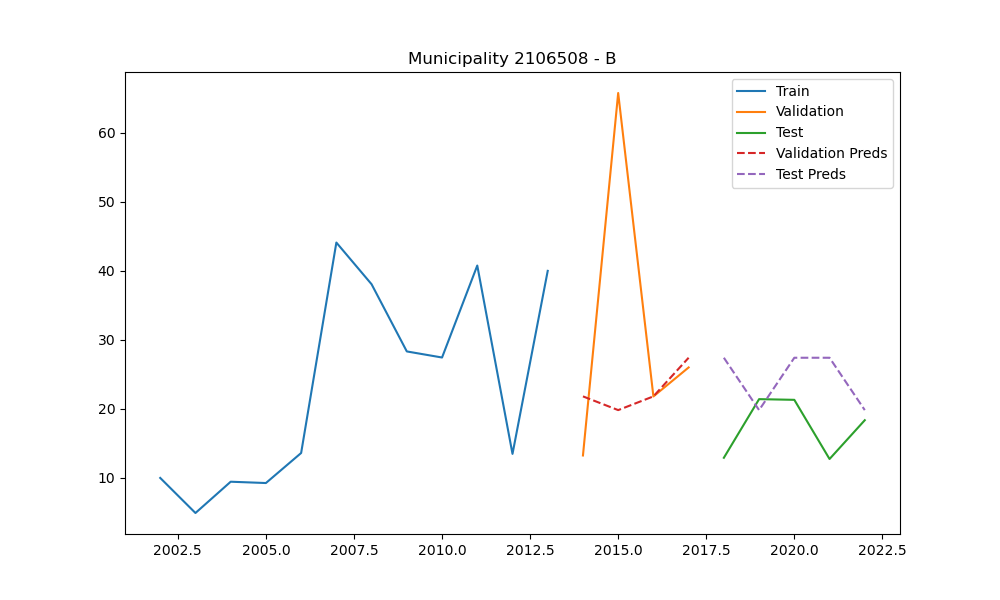 Municipality 2106508 - B
Train
Validation
Test
Validation Preds
Test Preds
60
50
40
30
20
10
2002.5 2005.0 2007.5 2010.0 2012.5 2015.0 2017.5 2020.0 2022.5